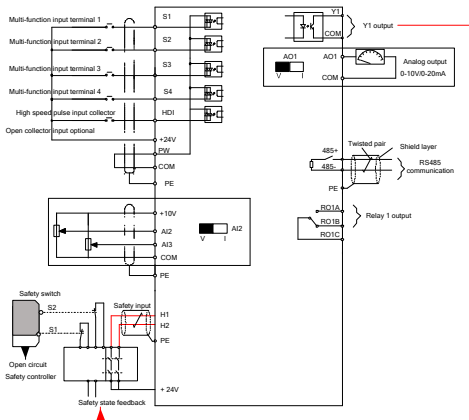 Multi-function input terminal 1
S1
Multi-function input terminal 2
S2
Multi-function input terminal 3
S3
Multi-function input terminal 4
S4
High speed pulse input collector
HDI
Open collector input optional
+24V
PW
COM
PE
+10V
AI2
AI3
COM
PE
V
I
AI2
Y1
COM
Y1 output
AO1
V
I
AO1
COM
Analog output
0-10V/0-20mA
485+
485-
PE
Twisted pair
Shield layer
RS485
communication
RO1A
RO1B
RO1C
Relay 1 output
Safety switch
S2
S1
Open circuit
Safety controller
Safety input
H1
H2
PE
+ 24V
Safety state feedback